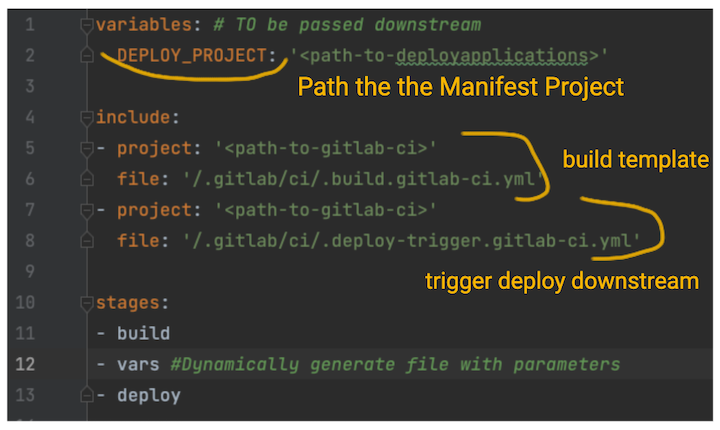 1 variables: # TO be passed downstream
2 DEPLOY_PROJECT: '<path-to-deployapplications>'
3 Path the the Manifest Project
4 include:
5 - project: '<path-to-gitlab-ci>'
build template
6 file: '/.gitlab/ci/.build.gitlab-ci.yml'
7 - project: '<path-to-gitlab-ci>'
8 file: '/.gitlab/ci/.deploy-trigger.gitlab-ci.yml'
9
trigger deploy downstream
10 stages:
11 - build
12 - vars #Dynamically generate file with parameters
13 - deploy